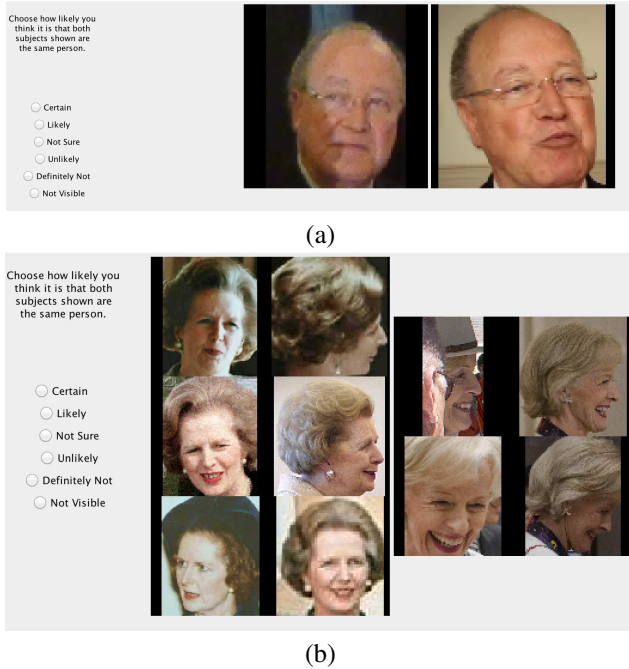 Choose how likely you
think it is that both
subjects shown are
the same person.
Certain
Likely
Not Sure
Unlikely
Definitely Not
Not Visible
(a)
Choose how likely you
think it is that both
subjects shown are
the same person.
Certain
Likely
Not Sure
Unlikely
Definitely Not
Not Visible
(b)